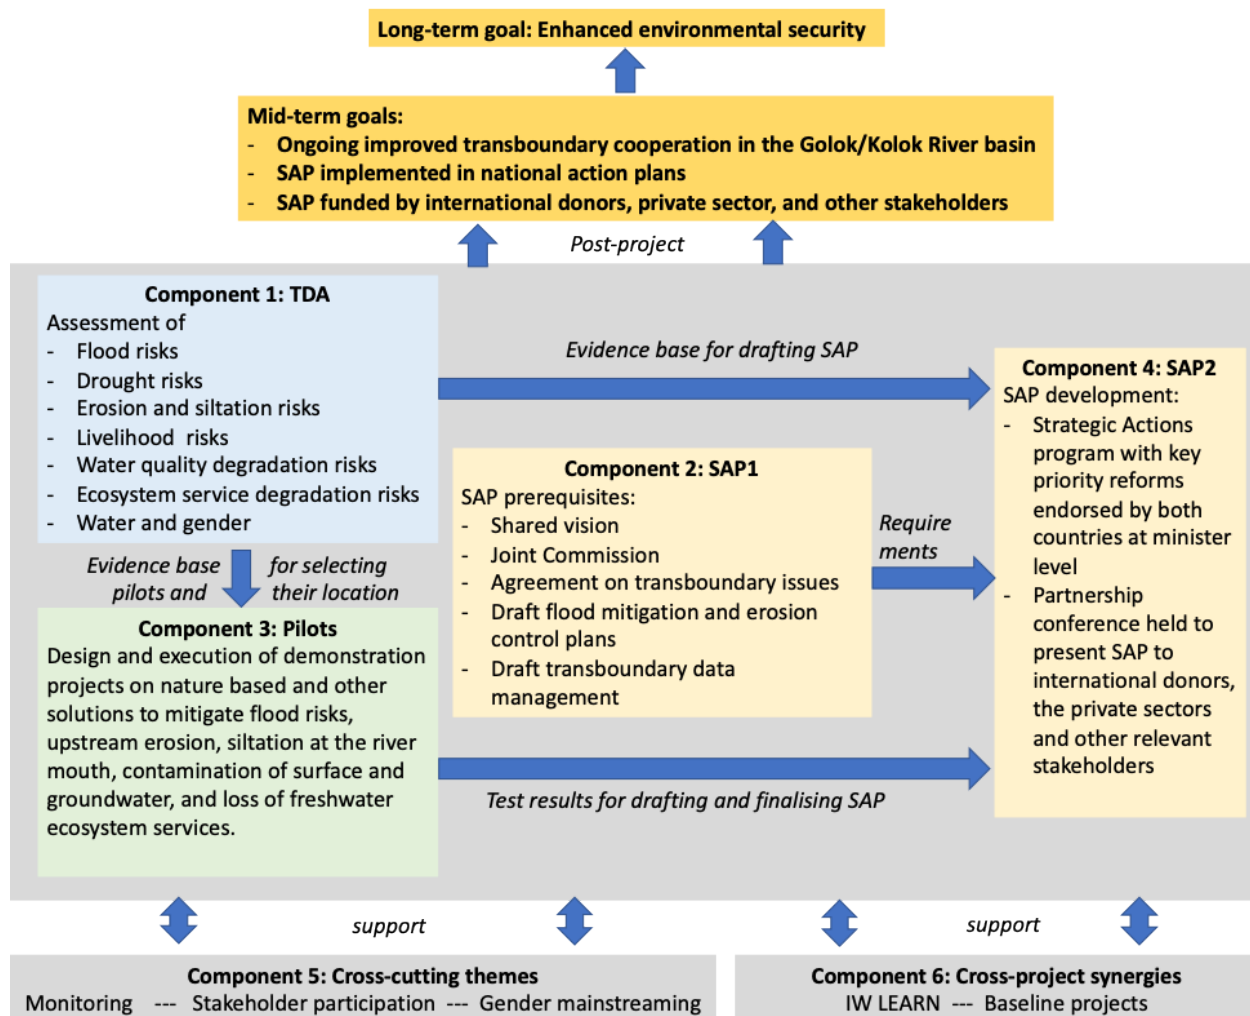 Long-term goal: Enhanced environmental security
Mid-term goals:
- Ongoing improved transboundary cooperation in the Golok/Kolok River basin
- SAP implemented in national action plans
- SAP funded by international donors, private sector, and other stakeholders
Post-project
Component 1: TDA
Assessment of
- Flood risks
- Drought risks
- Erosion and siltation risks
- Livelihood risks
- Water quality degradation risks
- Ecosystem service degradation risks
- Water and gender
Evidence base for selecting
pilots and their location
Component 3: Pilots
Design and execution of demonstration
projects on nature based and other
solutions to mitigate flood risks,
upstream erosion, siltation at the river
mouth, contamination of surface and
groundwater, and loss of freshwater
ecosystem services.
Evidence base for drafting SAP
Component 2: SAP1
SAP prerequisites:
- Shared vision
- Joint Commission
- Agreement on transboundary issues
- Draft flood mitigation and erosion
control plans
- Draft transboundary data
management
Require
ments
Test results for drafting and finalising SAP
Component 4: SAP2
SAP development:
- Strategic Actions
program with key
priority reforms
endorsed by both
countries at minister
level
- Partnership
conference held to
present SAP to
international donors,
the private sectors
and other relevant
stakeholders
support
support
Component 5: Cross-cutting themes
Monitoring --- Stakeholder participation --- Gender mainstreaming
Component 6: Cross-project synergies
IW LEARN --- Baseline projects